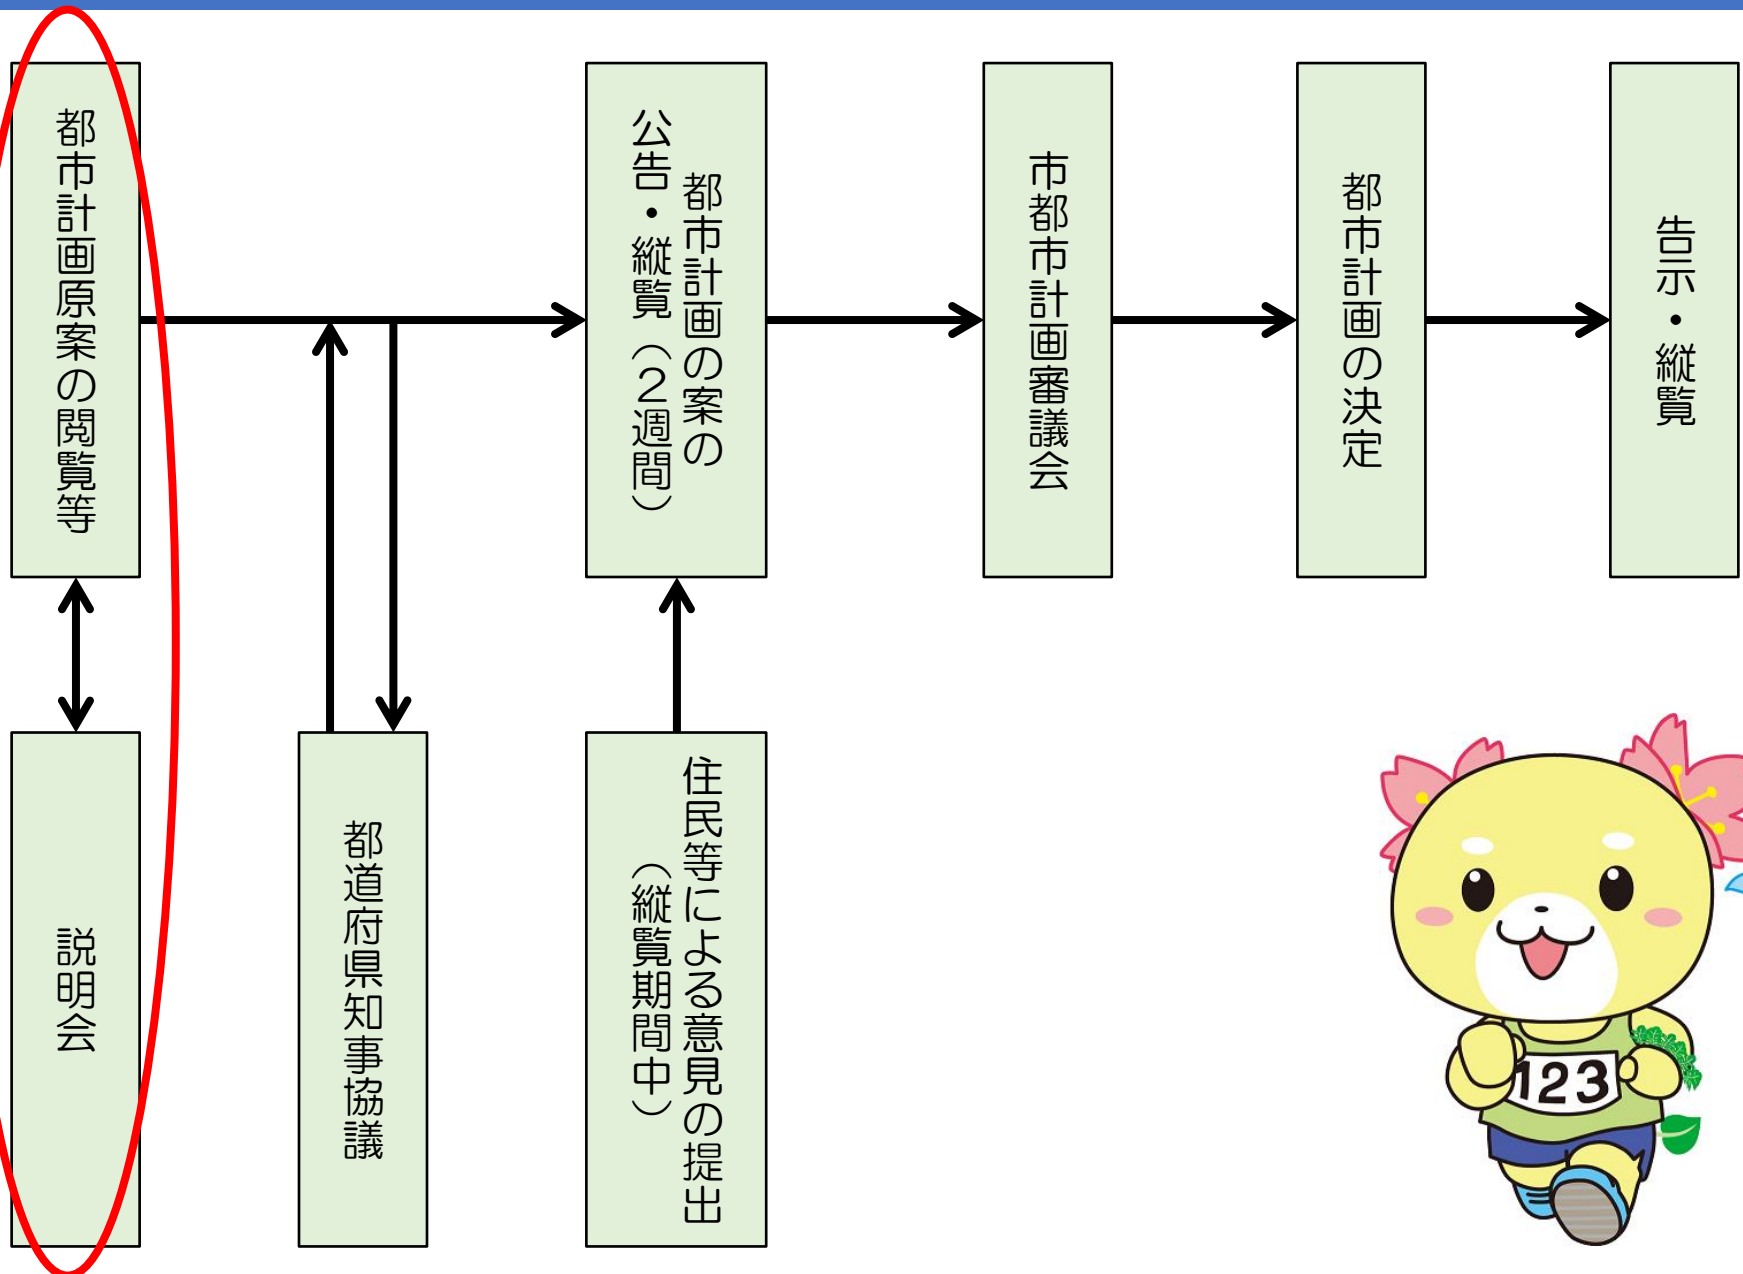 都市計画原案の閲覧等
説明会
都道府県知事協議
都市計画の案の
公告・縦覧（２週間）
住民等による意見の提出
（縦覧期間中）
市都市計画審議会
都市計画の決定
告示・縦覧
123